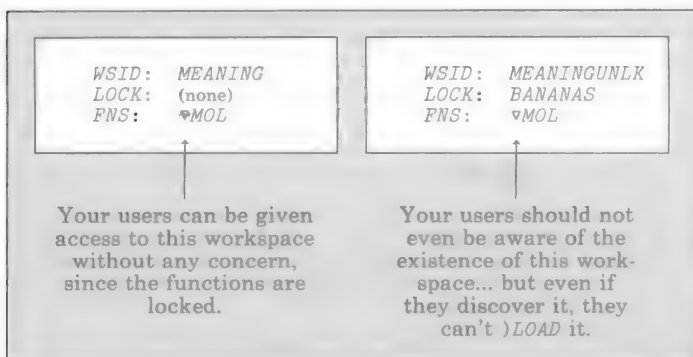 WSID: MEANING
LOCK: (none)
FNS: ⍫MOL
Your users can be given
access to this workspace
without any concern,
since the functions are
locked.
WSID: MEANINGUNLK
LOCK: BANANAS
FNS: ∇MOL
Your users should not
even be aware of the
existence of this work-
space... but even if
they discover it, they
can't )LOAD it.